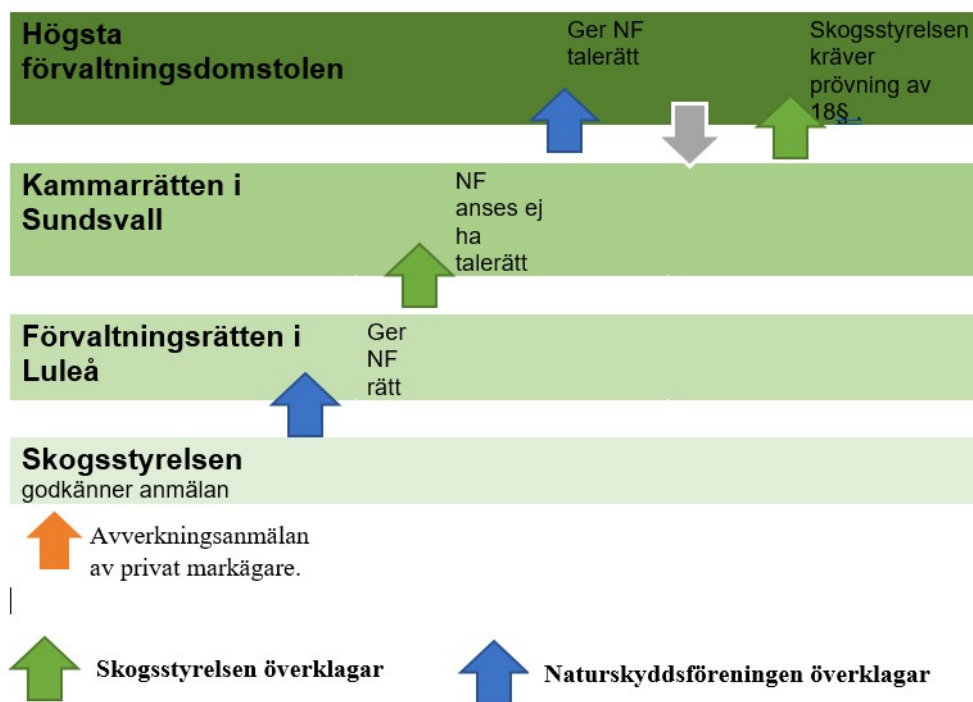 Högsta
förvaltningsdomstolen
Ger NF
talerätt
Skogsstyrelsen
kräver
prövning av
18§ .
Kammarrätten i
Sundsvall
NF
anses ej
ha
talerätt
Förvaltningsrätten i
Luleå
Ger
NF
rätt
Skogsstyrelsen
godkänner anmälan
Avverkningsanmälan
av privat markägare.
Skogsstyrelsen överklagar
Naturskyddsföreningen överklagar